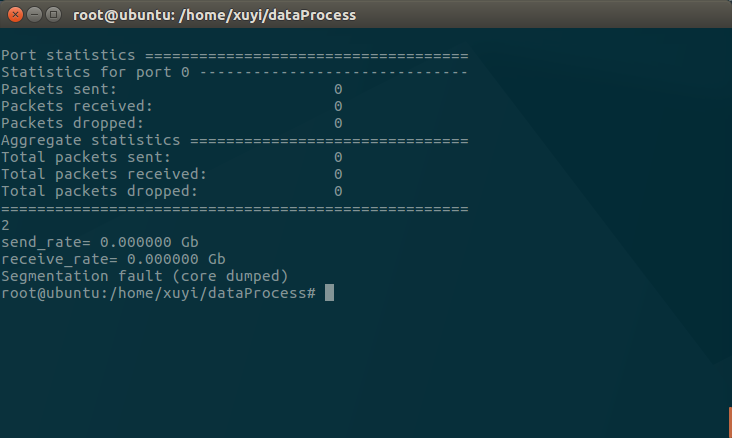 root@ubuntu: /home/xuyi/dataProcess
Port statistics ====================================
Statistics for port 0 ------------------------------
Packets sent: 0
Packets received: 0
Packets dropped: 0
Aggregate statistics ===============================
Total packets sent: 0
Total packets received: 0
Total packets dropped: 0
====================================================
2
send_rate= 0.000000 Gb
receive_rate= 0.000000 Gb
Segmentation fault (core dumped)
root@ubuntu:/home/xuyi/dataProcess#